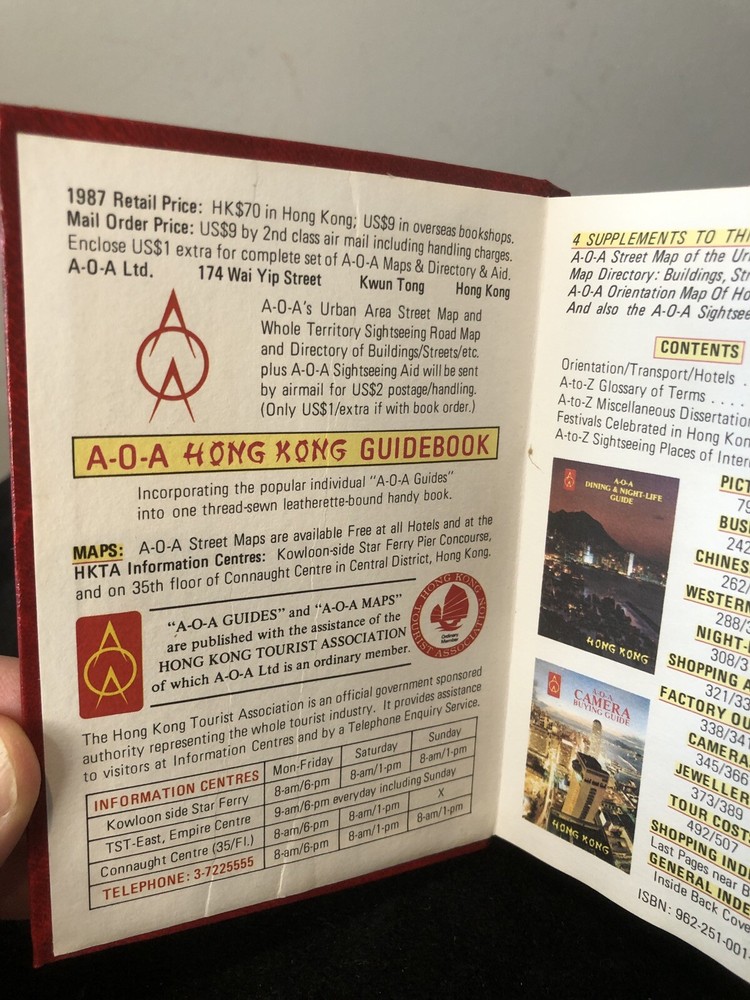 1987 Retail Price: HK$70 in Hong Kong; US$9 in overseas bookshops.
Mail Order Price: US$9 by 2nd class air mail including handling charges.
Enclose US$1 extra for complete set of A-O-A Maps & Directory & Aid.
A-O-A Ltd. 174 Wai Yip Street Kwun Tong Hong Kong
A-O-A's Urban Area Street Map and
Whole Territory Sightseeing Road Map
and Directory of Buildings/Streets/etc.
plus A-O-A Sightseeing Aid will be sent
by airmail for US$2 postage/handling.
(Only US$1/extra if with book order.)
A-O-A HONG KONG GUIDEBOOK
Incorporating the popular individual "A-O-A Guides"
into one thread-sewn leatherette-bound handy book.
MAPS: A-O-A Street Maps are available Free at all Hotels and at the
HKTA Information Centres: Kowloon-side Star Ferry Pier Concourse,
and on 35th floor of Connaught Centre in Central District, Hong Kong.
"A-O-A GUIDES" and "A-O-A MAPS"
are published with the assistance of the
HONG KONG TOURIST ASSOCIATION
of which A-O-A Ltd is an ordinary member.
HONG KONG TOURIST ASSOCIATION
Ordinary
Member
The Hong Kong Tourist Association is an official government sponsored
authority representing the whole tourist industry. It provides assistance
to visitors at Information Centres and by a Telephone Enquiry Service.
INFORMATION CENTRES Mon-Friday Saturday Sunday
Kowloon side Star Ferry 8-am/6-pm 8-am/1-pm 8-am/1-pm
TST-East, Empire Centre 9-am/6-pm everyday including Sunday
Connaught Centre (35/Fl.) 8-am/6-pm 8-am/1-pm X
TELEPHONE: 3-7225555 8-am/6-pm 8-am/1-pm 8-am/1-pm
4 SUPPLEMENTS TO TH
A-O-A Street Map of the Ur
Map Directory: Buildings, Str
A-O-A Orientation Map Of Ho
And also the A-O-A Sightsee
CONTENTS
Orientation/Transport/Hotels .
A-to-Z Glossary of Terms . . . .
A-to-Z Miscellaneous Dissertatio
Festivals Celebrated in Hong Kon
A-to-Z Sightseeing Places of Inter
A-O-A
DINING & NIGHT-LIFE
GUIDE
HONG KONG
A-O-A
CAMERA
BUYING GUIDE
HONG KONG
PICT
79
BUS
242
CHINES
262/
WESTERN
288/3
NIGHT-
308/3
SHOPPING A
321/33
FACTORY OU
338/341
CAMERA
345/366
JEWELLER
373/389
TOUR COST
492/507
SHOPPING INDE
Last Pages near B
GENERAL INDE
Inside Back Cove
ISBN: 962-251-001